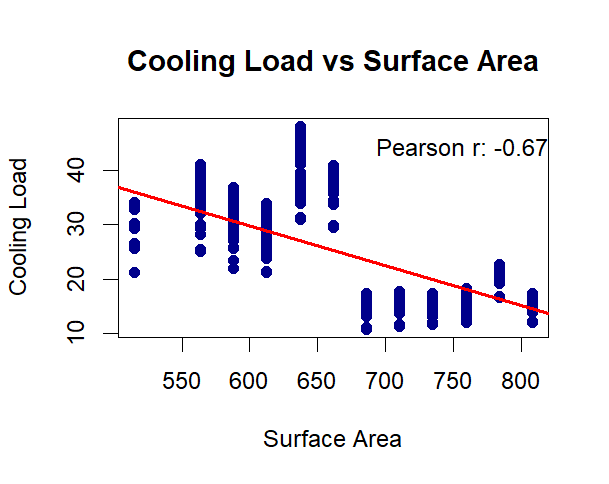 Cooling Load vs Surface Area
Pearson r: -0.67
Cooling Load
40
30
20
10
550 600 650 700 750 800
Surface Area